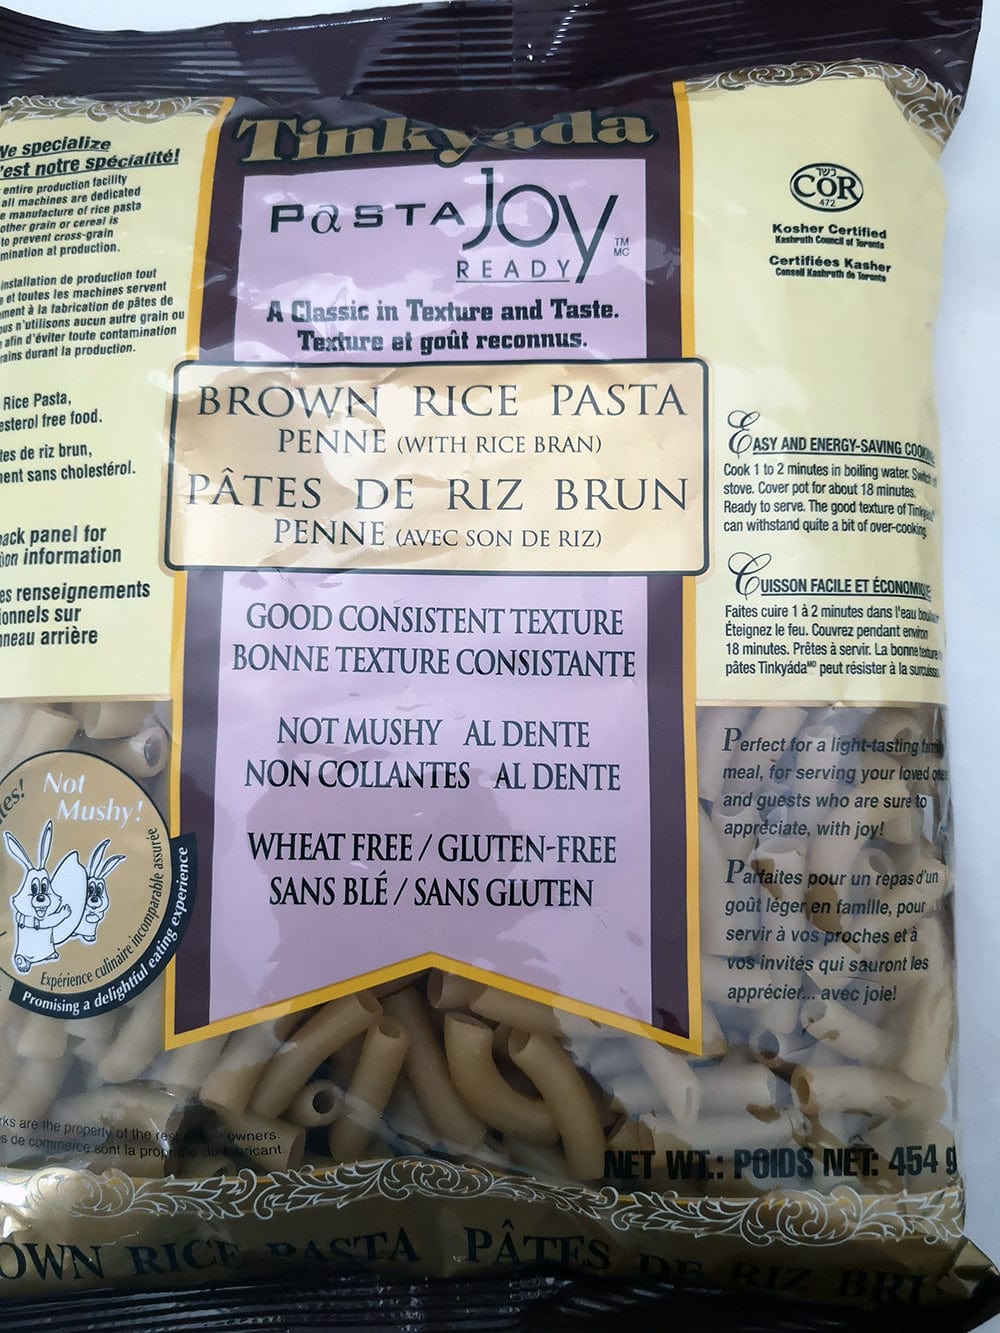 We specialize
est notre spécialité!
entire production facility
all machines are dedicated
manufacture of rice pasta
other grain or cereal is
to prevent cross-grain
at production.
installation de production tout
et toutes les machines servent
à la fabrication de pâtes de
n'utilisons aucun autre grain ou
afin d'éviter toute contamination
durant la production.
Rice Pasta,
free food.
de riz brun,
sans cholestérol.
panel for
information
renseignements
sur
arrière
Tinkyada
PASTA JOY
READY
TM
MC
A Classic in Texture and Taste.
Texture et goût reconnus.
BROWN RICE PASTA
PENNE (WITH RICE BRAN)
PÂTES DE RIZ BRUN
PENNE (AVEC SON DE RIZ)
GOOD CONSISTENT TEXTURE
BONNE TEXTURE CONSISTANTE
NOT MUSHY AL DENTE
NON COLLANTES AL DENTE
WHEAT FREE / GLUTEN-FREE
SANS BLÉ / SANS GLUTEN
כשר
COR
472
Kosher Certified
Kashruth Council of Toronto
Certifiées Kasher
Conseil Kashruth de Toronto
EASY AND ENERGY-SAVING
Cook 1 to 2 minutes in boiling water. Switch
stove. Cover pot for about 18 minutes.
Ready to serve. The good texture of
can withstand quite a bit of over-cooking
CUISSON FACILE ET ÉCONOMIQUE
Faites cuire 1 à 2 minutes dans l'eau
Éteignez le feu. Couvrez pendant environ
18 minutes. Prêtes à servir. La bonne texture
pâtes Tinkyáda MD peut résister à la
Perfect for a light-tasting family
meal, for serving your loved ones
and guests who are sure to
appreciate, with joy!
Parfaites pour un repas d'un
goût léger en famille, pour
servir à vos proches et à
vos invités qui sauront les
apprécier... avec joie!
Not
Mushy!
Expérience culinaire incomparable assurée
Promising a delightful eating experience
are the property of the owners.
de commerce sont la propriété du fabricant.
NET WT.: POIDS NET: 454 g
RICE PASTA PÂTES DE RIZ